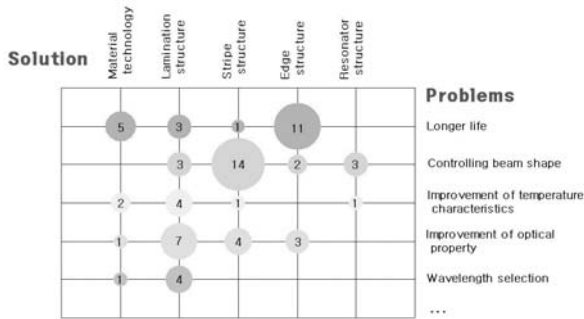 Solution
Material
technology
Lamination
structure
Stripe
structure
Edge
structure
Resonator
structure
Problems
5 3 1 11
Longer life
3 14 2 3
Controlling beam shape
2 4 1 1
Improvement of temperature
characteristics
1 7 4 3
Improvement of optical
property
1 4
Wavelength selection
...